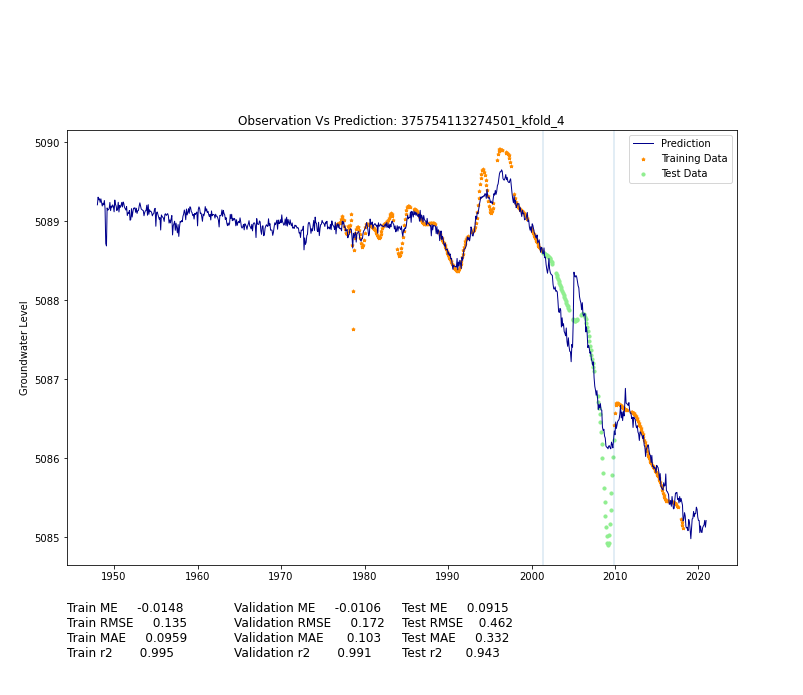 Observation Vs Prediction: 375754113274501_kfold_4
Prediction
Training Data
Test Data
5090
5089
5088
5087
5086
5085
Groundwater Level
1950 1960 1970 1980 1990 2000 2010 2020
Train ME -0.0148 Validation ME -0.0106 Test ME 0.0915
Train RMSE 0.135 Validation RMSE 0.172 Test RMSE 0.462
Train MAE 0.0959 Validation MAE 0.103 Test MAE 0.332
Train r2 0.995 Validation r2 0.991 Test r2 0.943